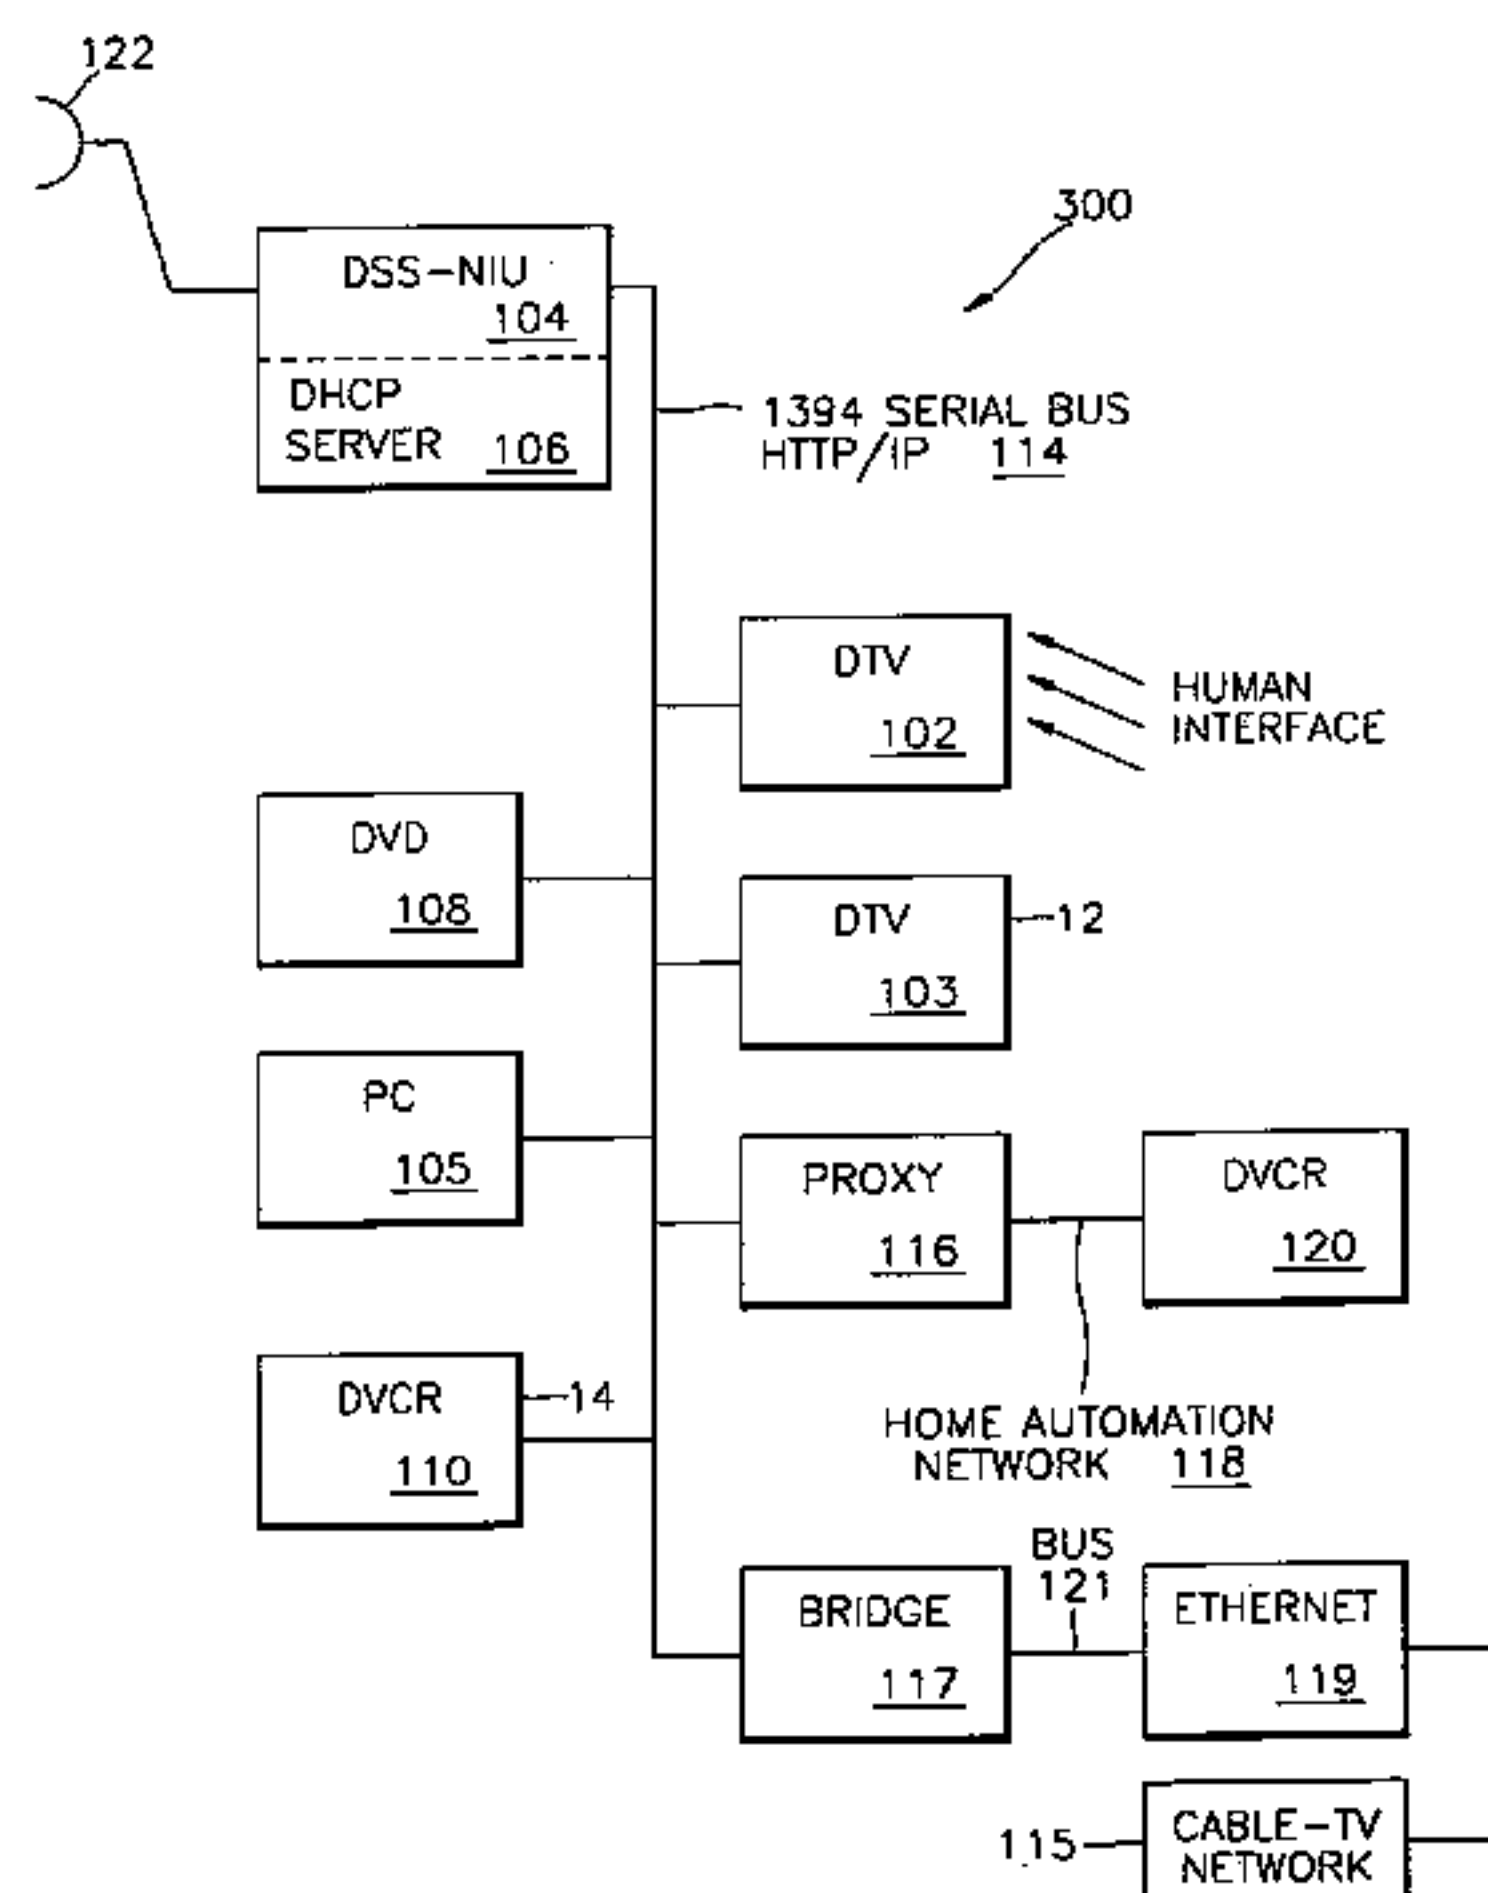 122
300
DSS-NIU
104
DHCP
SERVER 106
1394 SERIAL BUS
HTTP/IP 114
DTV
102
HUMAN
INTERFACE
DVD
108
DTV
103
12
PC
105
PROXY
116
DVCR
120
DVCR
110
14
HOME AUTOMATION
NETWORK 118
BRIDGE
117
BUS
121
ETHERNET
119
115
CABLE-TV
NETWORK